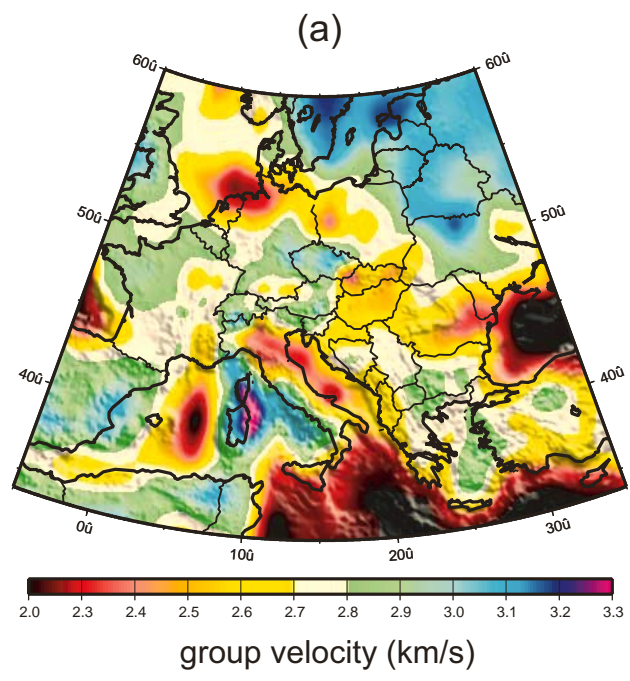 (a)
60û 60û
50û 50û
40û 40û
0û 10û 20û 30û
2.0 2.3 2.4 2.5 2.6 2.7 2.8 2.9 3.0 3.1 3.2 3.3
group velocity (km/s)